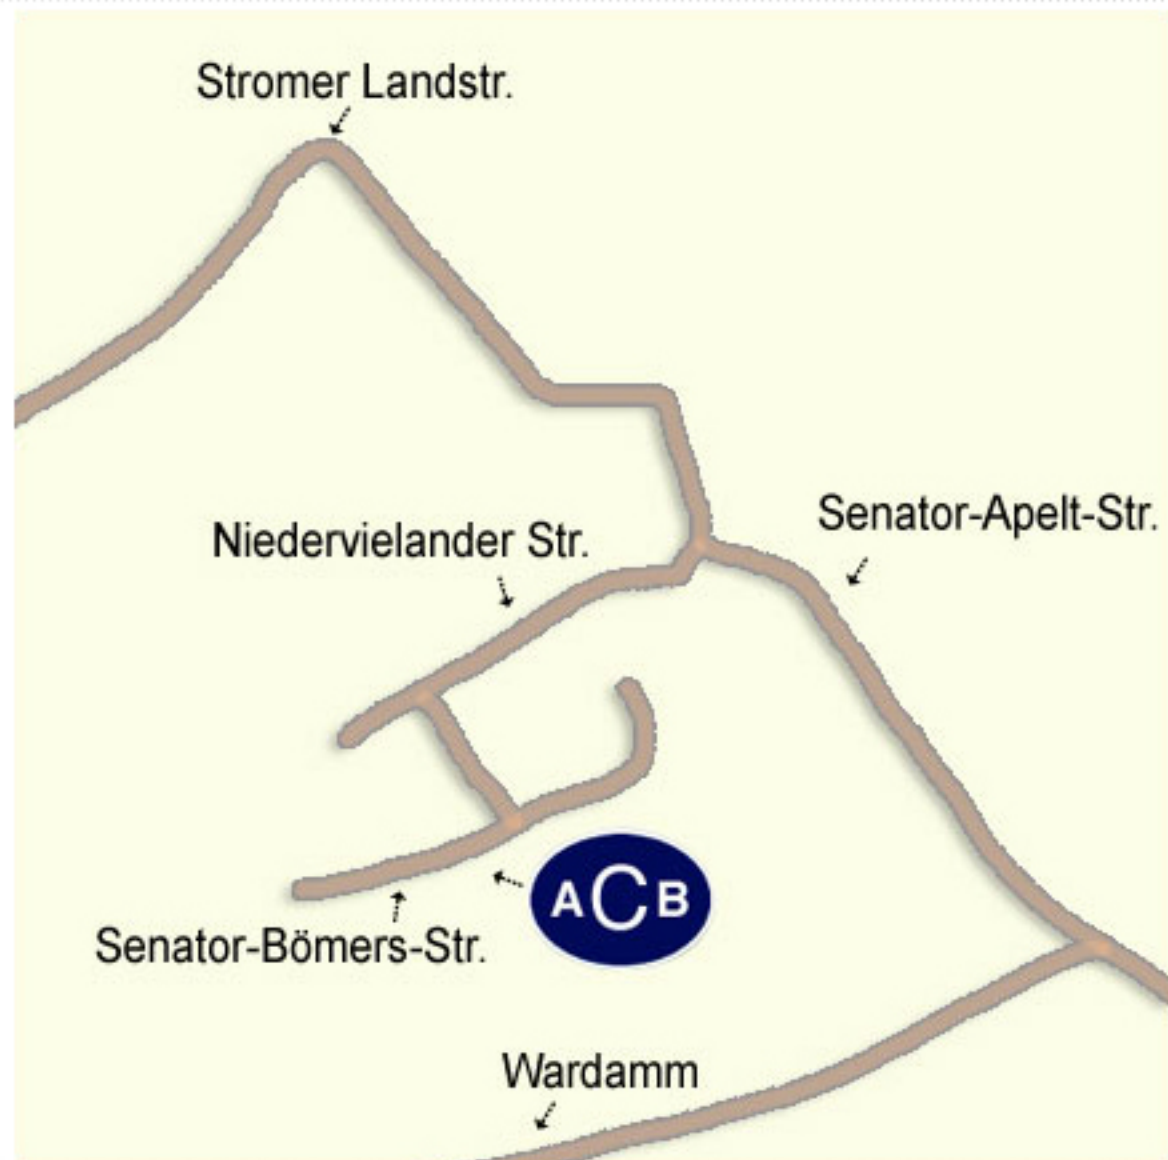 Stromer Landstr.
Senator-Apelt-Str.
Niedervielander Str.
ACB
Senator-Bömers-Str.
Wardamm